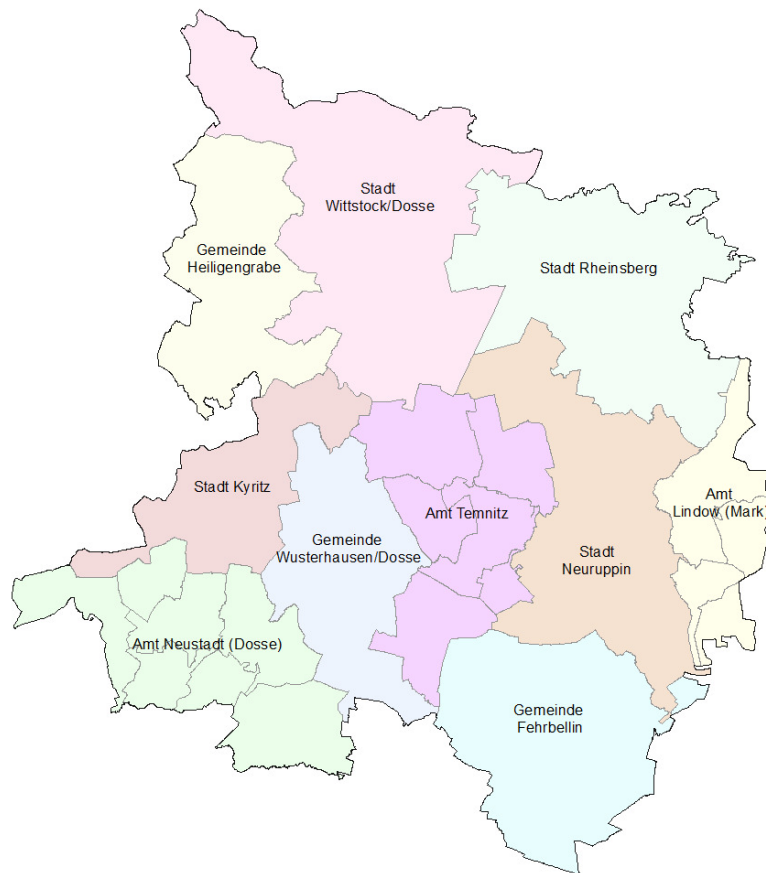 Stadt
Wittstock/Dosse
Gemeinde
Heiligengrabe
Stadt Rheinsberg
Stadt Kyritz
Amt
Lindow (Mark)
Amt Temnitz
Gemeinde
Wusterhausen/Dosse
Stadt
Neuruppin
Amt Neustadt (Dosse)
Gemeinde
Fehrbellin